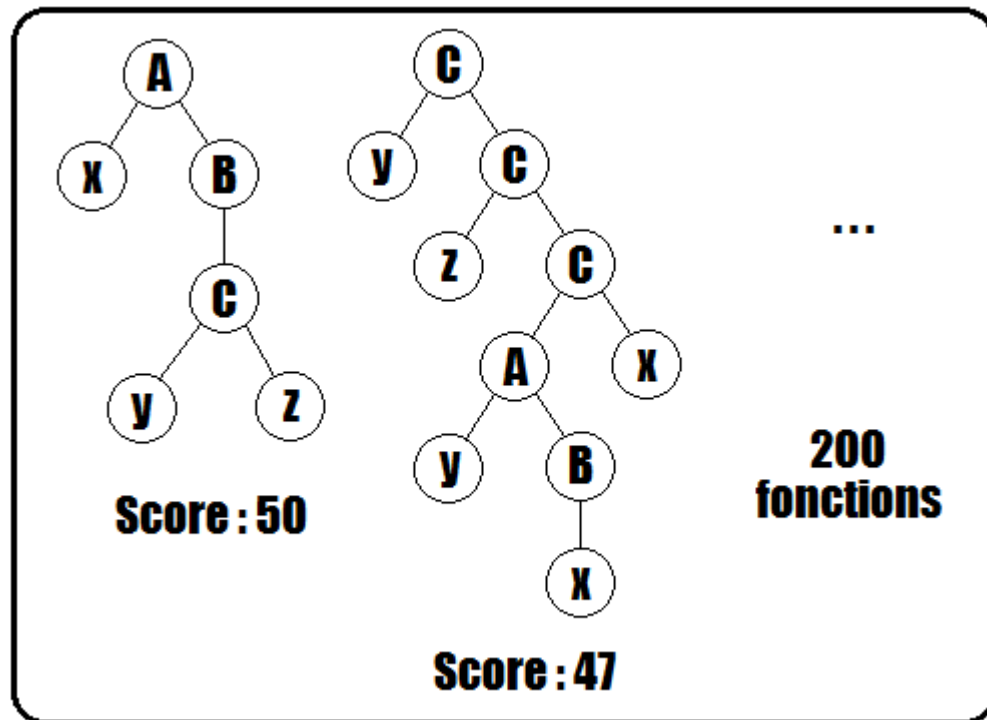 A
x B
C
y z
Score : 50
C
y C
z C
A x
y B
x
Score : 47
...
200
fonctions